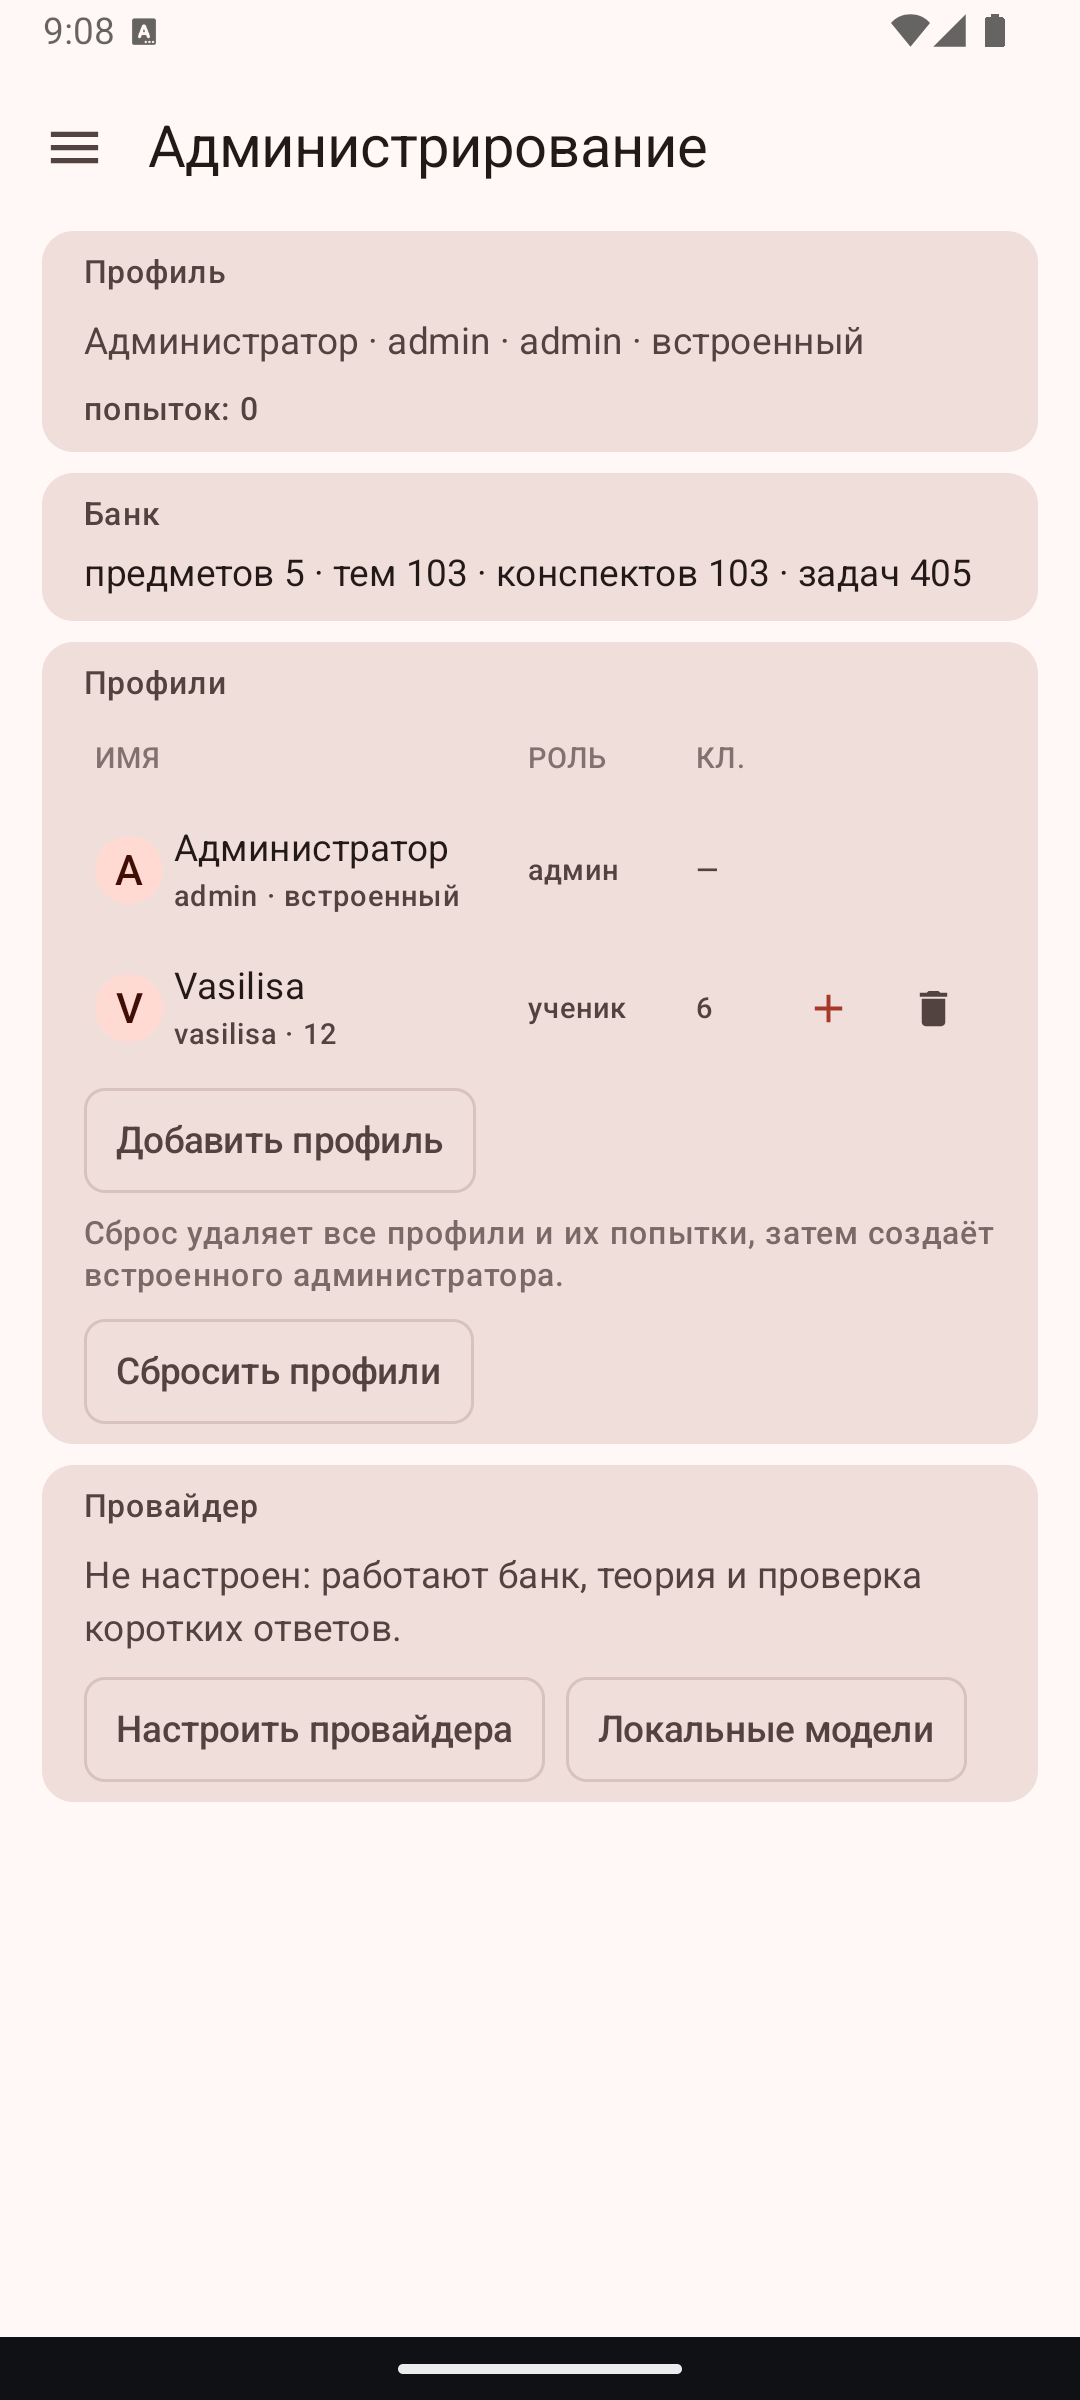 9:08
Администрирование
Профиль
Администратор · admin · admin · встроенный
попыток: 0
Банк
предметов 5 · тем 103 · конспектов 103 · задач 405
Профили
ИМЯ РОЛЬ КЛ.
A Администратор админ —
admin · встроенный
V Vasilisa ученик 6
vasilisa · 12
Добавить профиль
Сброс удаляет все профили и их попытки, затем создаёт
встроенного администратора.
Сбросить профили
Провайдер
Не настроен: работают банк, теория и проверка
коротких ответов.
Настроить провайдера Локальные модели